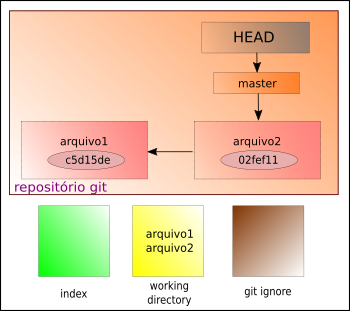 HEAD
master
arquivo1
c5d15de
arquivo2
02fef11
repositório git
index
arquivo1
arquivo2
working
directory
git ignore